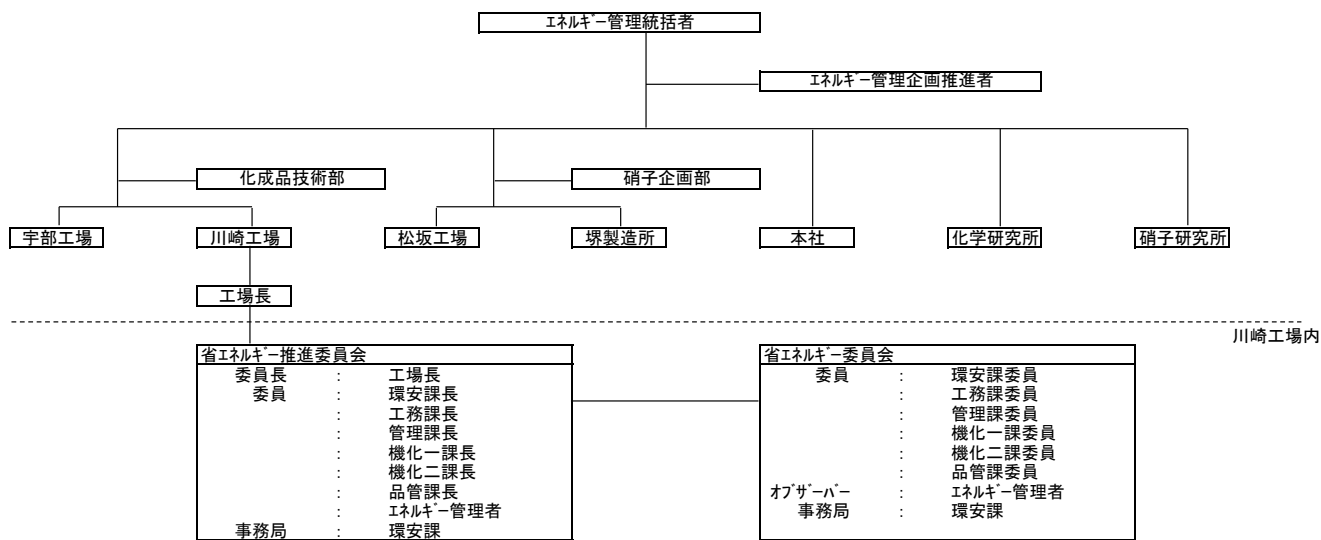 ｴﾈﾙｷﾞｰ管理統括者
ｴﾈﾙｷﾞｰ管理企画推進者
化成品技術部
硝子企画部
宇部工場
川崎工場
松坂工場
堺製造所
本社
化学研究所
硝子研究所
工場長
川崎工場内
省ｴﾈﾙｷﾞｰ推進委員会
委員長 : 工場長
委員 : 環安課長
: 工務課長
: 管理課長
: 機化一課長
: 機化二課長
: 品管課長
: ｴﾈﾙｷﾞｰ管理者
事務局 : 環安課
省ｴﾈﾙｷﾞｰ委員会
委員 : 環安課委員
: 工務課委員
: 管理課委員
: 機化一課委員
: 機化二課委員
: 品管課委員
ｵﾌﾞｻﾞｰﾊﾞｰ : ｴﾈﾙｷﾞｰ管理者
事務局 : 環安課